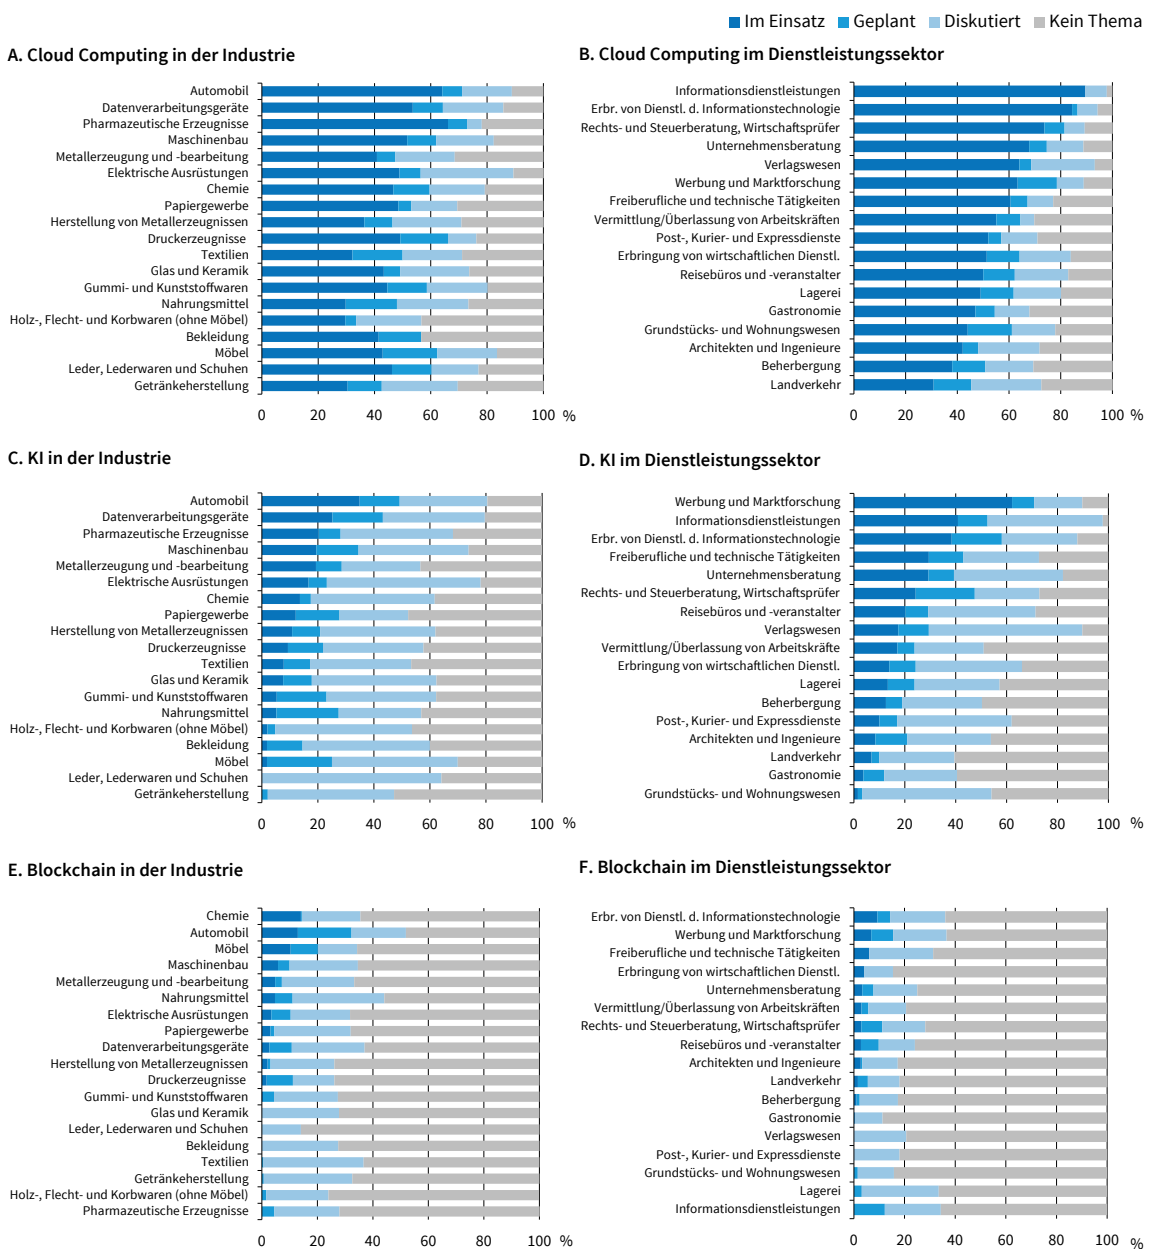 Im Einsatz Geplant Diskutiert Kein Thema
A. Cloud Computing in der Industrie
Automobil
Datenverarbeitungsgeräte
Pharmazeutische Erzeugnisse
Maschinenbau
Metallerzeugung und -bearbeitung
Elektrische Ausrüstungen
Chemie
Papiergewerbe
Herstellung von Metallerzeugnissen
Druckerzeugnisse
Textilien
Glas und Keramik
Gummi- und Kunststoffwaren
Nahrungsmittel
Holz-, Flecht- und Korbwaren (ohne Möbel)
Bekleidung
Möbel
Leder, Lederwaren und Schuhen
Getränkeherstellung
0 20 40 60 80 100 %
B. Cloud Computing im Dienstleistungssektor
Informationsdienstleistungen
Erbr. von Dienstl. d. Informationstechnologie
Rechts- und Steuerberatung, Wirtschaftsprüfer
Unternehmensberatung
Verlagswesen
Werbung und Marktforschung
Freiberufliche und technische Tätigkeiten
Vermittlung/Überlassung von Arbeitskräften
Post-, Kurier- und Expressdienste
Erbringung von wirtschaftlichen Dienstl.
Reisebüros und -veranstalter
Lagerei
Gastronomie
Grundstücks- und Wohnungswesen
Architekten und Ingenieure
Beherbergung
Landverkehr
0 20 40 60 80 100 %
C. KI in der Industrie
Automobil
Datenverarbeitungsgeräte
Pharmazeutische Erzeugnisse
Maschinenbau
Metallerzeugung und -bearbeitung
Elektrische Ausrüstungen
Chemie
Papiergewerbe
Herstellung von Metallerzeugnissen
Druckerzeugnisse
Textilien
Glas und Keramik
Gummi- und Kunststoffwaren
Nahrungsmittel
Holz-, Flecht- und Korbwaren (ohne Möbel)
Bekleidung
Möbel
Leder, Lederwaren und Schuhen
Getränkeherstellung
0 20 40 60 80 100 %
D. KI im Dienstleistungssektor
Werbung und Marktforschung
Informationsdienstleistungen
Erbr. von Dienstl. d. Informationstechnologie
Freiberufliche und technische Tätigkeiten
Unternehmensberatung
Rechts- und Steuerberatung, Wirtschaftsprüfer
Reisebüros und -veranstalter
Verlagswesen
Vermittlung/Überlassung von Arbeitskräfte
Erbringung von wirtschaftlichen Dienstl.
Lagerei
Beherbergung
Post-, Kurier- und Expressdienste
Architekten und Ingenieure
Landverkehr
Gastronomie
Grundstücks- und Wohnungswesen
0 20 40 60 80 100 %
E. Blockchain in der Industrie
Chemie
Automobil
Möbel
Maschinenbau
Metallerzeugung und -bearbeitung
Nahrungsmittel
Elektrische Ausrüstungen
Papiergewerbe
Datenverarbeitungsgeräte
Herstellung von Metallerzeugnissen
Druckerzeugnisse
Gummi- und Kunststoffwaren
Glas und Keramik
Leder, Lederwaren und Schuhen
Bekleidung
Textilien
Getränkeherstellung
Holz-, Flecht- und Korbwaren (ohne Möbel)
Pharmazeutische Erzeugnisse
0 20 40 60 80 100 %
F. Blockchain im Dienstleistungssektor
Erbr. von Dienstl. d. Informationstechnologie
Werbung und Marktforschung
Freiberufliche und technische Tätigkeiten
Erbringung von wirtschaftlichen Dienstl.
Unternehmensberatung
Vermittlung/Überlassung von Arbeitskräften
Rechts- und Steuerberatung, Wirtschaftsprüfer
Reisebüros und -veranstalter
Architekten und Ingenieure
Landverkehr
Beherbergung
Gastronomie
Verlagswesen
Post-, Kurier- und Expressdienste
Grundstücks- und Wohnungswesen
Lagerei
Informationsdienstleistungen
0 20 40 60 80 100 %